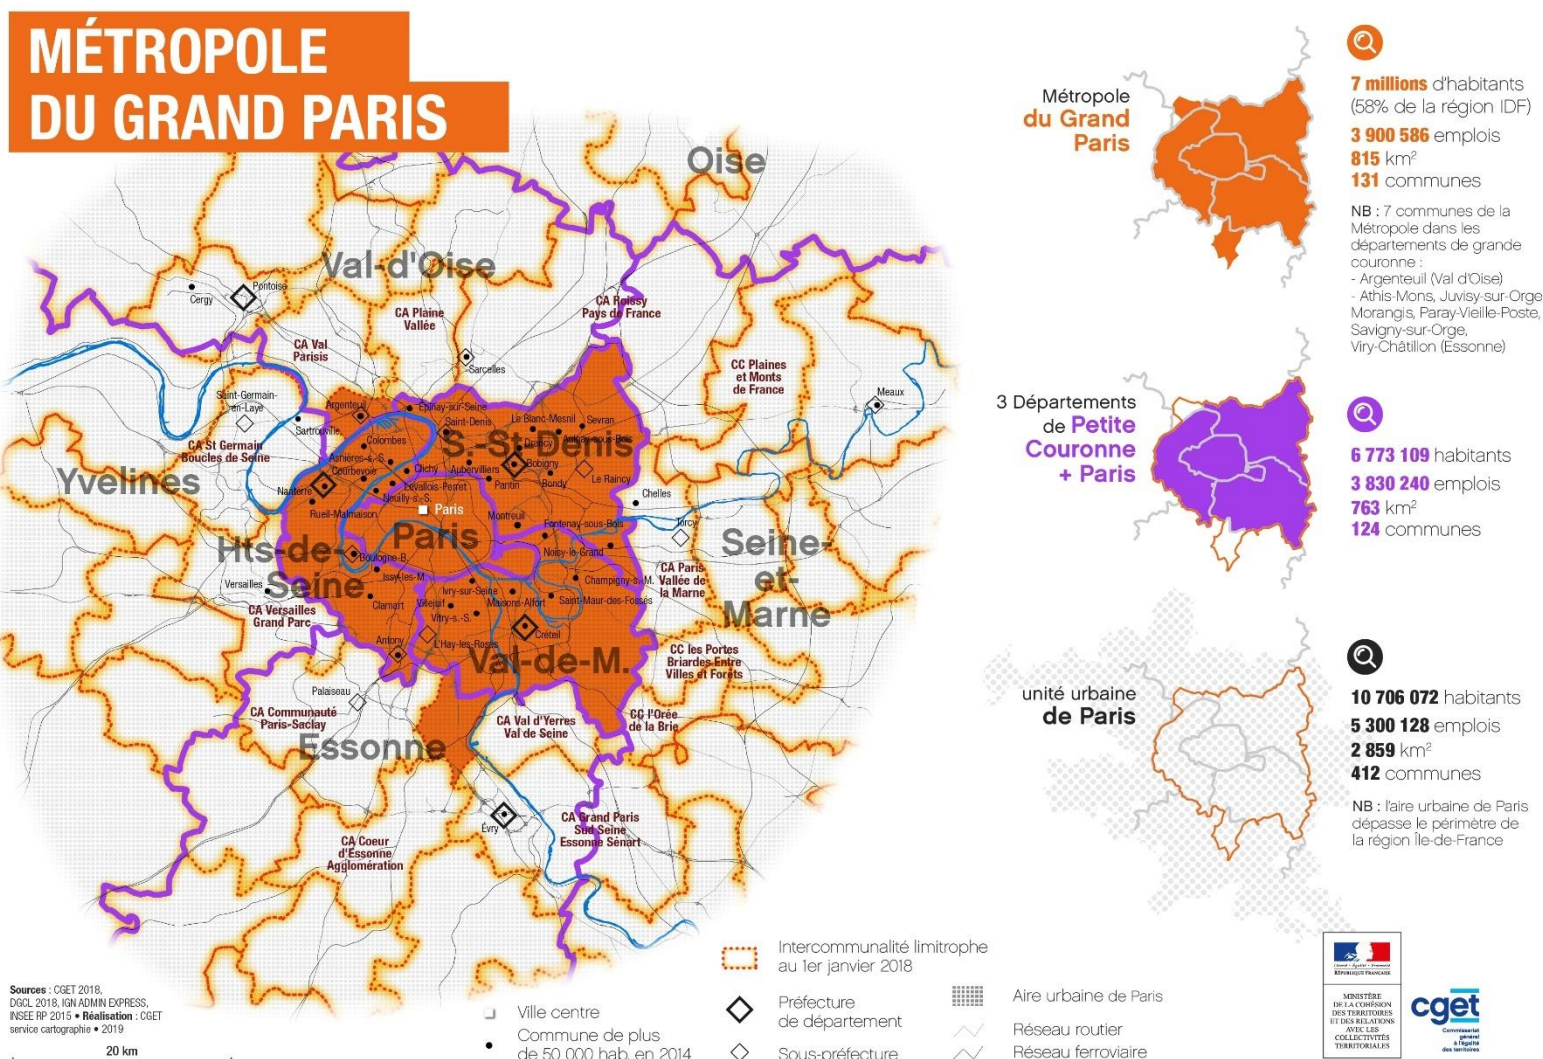 MÉTROPOLE
DU GRAND PARIS
Oise
Val-d'Oise
Cergy
Pontoise
CA Plaine
Vallée
CA Roissy
Pays de France
CA Val
Parisis
Sarcelles
CC Plaines
et Monts
de France
Meaux
Saint-Germain-
en-Laye
Sartrouville
CA St Germain
Boucles de Seine
Argenteuil
Épinay-sur-Seine
Saint-Denis
Le Blanc-Mesnil
Sevran
Colombes
S.-St-Denis
Drancy
Aulnay-sous-Bois
Asnières-s.-S.
Courbevoie
Clichy
Aubervilliers
Bobigny
Yvelines
Nanterre
Levallois-Perret
Pantin
Bondy
Le Raincy
Neuilly-s.-S.
Chelles
Rueil-Malmaison
Paris
Montreuil
Paris
Fontenay-sous-Bois
Torcy
Hts-de-
Seine
Boulogne-B.
Noisy-le-Grand
Seine-
et-
Marne
Versailles
Issy-les-M.
Champigny-s.-M.
CA Paris
Vallée de
la Marne
CA Versailles
Grand Parc
Clamart
Ivry-sur-Seine
Villejuif
Maisons-Alfort
Saint-Maur-des-Fossés
Vitry-s.-S.
Antony
L'Haÿ-les-Roses
Créteil
Val-de-M.
CC les Portes
Briardes Entre
Villes et Forêts
Palaiseau
CA Communauté
Paris-Saclay
CA Val d'Yerres
Val de Seine
CC l'Orée
de la Brie
Essonne
Évry
CA Grand Paris
Sud Seine
Essonne Sénart
CA Coeur
d'Essonne
Agglomération
Métropole
du Grand
Paris
7 millions d'habitants
(58% de la région IDF)
3 900 586 emplois
815 km²
131 communes
NB : 7 communes de la
Métropole dans les
départements de grande
couronne :
- Argenteuil (Val d'Oise)
- Athis-Mons, Juvisy-sur-Orge
Morangis, Paray-Vieille-Poste,
Savigny-sur-Orge,
Viry-Châtillon (Essonne)
3 Départements
de Petite
Couronne
+ Paris
6 773 109 habitants
3 830 240 emplois
763 km²
124 communes
unité urbaine
de Paris
10 706 072 habitants
5 300 128 emplois
2 859 km²
412 communes
NB : l'aire urbaine de Paris
dépasse le périmètre de
la région Île-de-France
Sources : CGET 2018,
DGCL 2018, IGN ADMIN EXPRESS,
INSEE RP 2015 • Réalisation : CGET
service cartographie • 2019
20 km
Ville centre
Commune de plus
de 50 000 hab. en 2014
Intercommunalité limitrophe
au 1er janvier 2018
Préfecture
de département
Sous-préfecture
Aire urbaine de Paris
Réseau routier
Réseau ferroviaire
RÉPUBLIQUE FRANÇAISE
MINISTÈRE
DE LA COHÉSION
DES TERRITOIRES
ET DES RELATIONS
AVEC LES
COLLECTIVITÉS
TERRITORIALES
cget
Commissariat
général
à l'égalité
des territoires